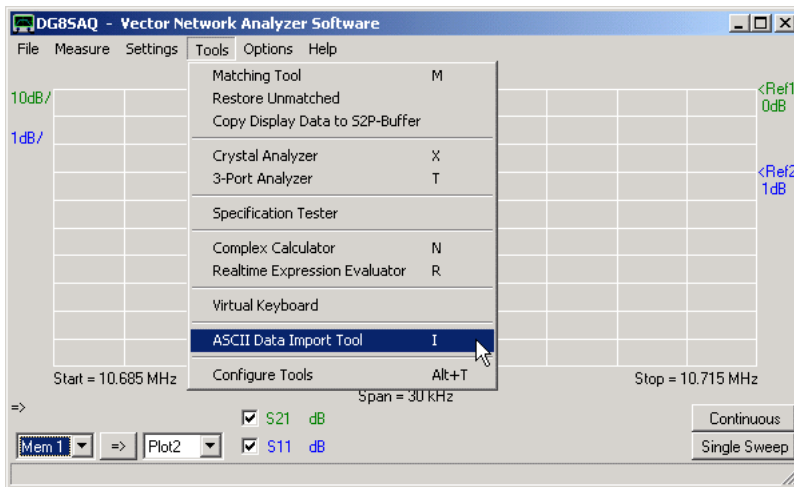 DG8SAQ - Vector Network Analyzer Software
File Measure Settings Tools Options Help
Matching Tool M
Restore Unmatched
Copy Display Data to S2P-Buffer
Crystal Analyzer X
3-Port Analyzer T
Specification Tester
Complex Calculator N
Realtime Expression Evaluator R
Virtual Keyboard
ASCII Data Import Tool I
Configure Tools Alt+T
10dB/
1dB/
<Ref1
0dB
<Ref2
1dB
Start = 10.685 MHz
Span = 30 kHz
Stop = 10.715 MHz
=>
S21 dB
Continuous
Mem 1 => Plot2
S11 dB
Single Sweep